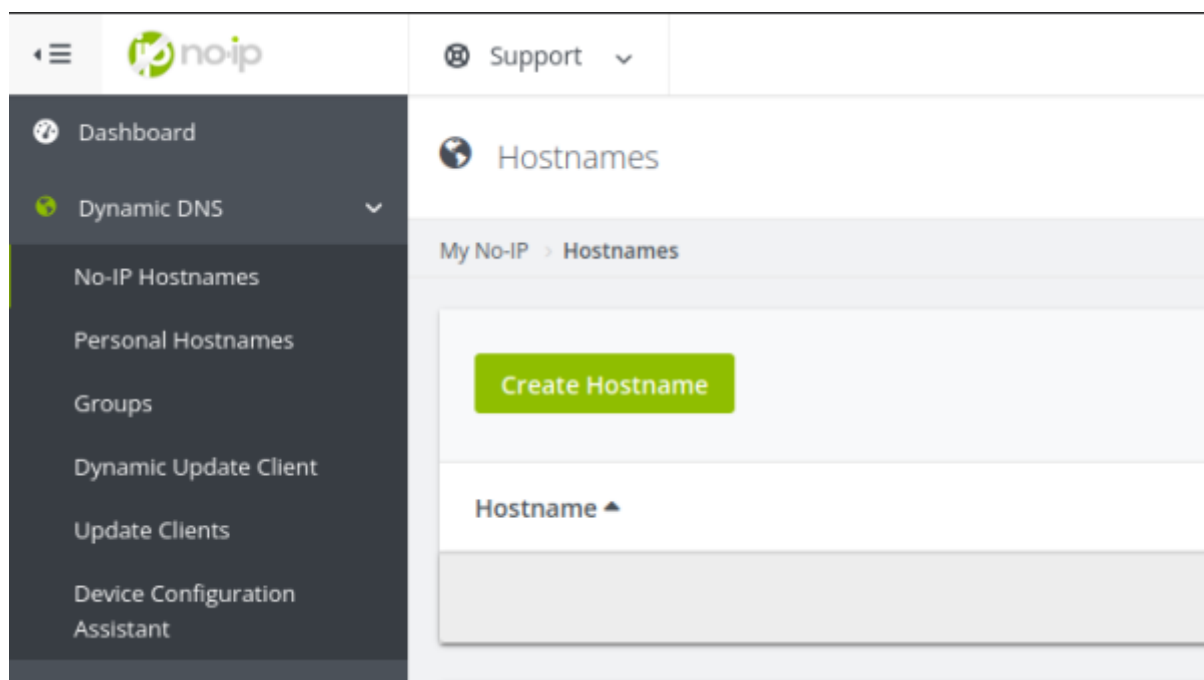 no-ip
Support
Dashboard
Dynamic DNS
No-IP Hostnames
Personal Hostnames
Groups
Dynamic Update Client
Update Clients
Device Configuration
Assistant
Hostnames
My No-IP > Hostnames
Create Hostname
Hostname